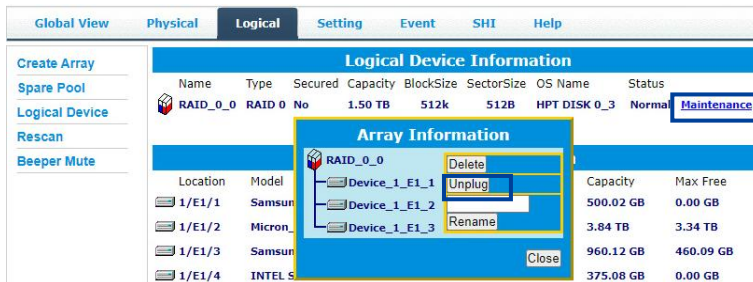 Global View Physical Logical Setting Event SHI Help
Create Array
Spare Pool
Logical Device
Rescan
Beeper Mute
Logical Device Information
Name Type Secured Capacity BlockSize SectorSize OS Name Status
RAID_0_0 RAID 0 No 1.50 TB 512k 512B HPT DISK 0_3 Normal Maintenance
Array Information
RAID_0_0
Device_1_E1_1
Device_1_E1_2
Device_1_E1_3
Delete
Unplug
Rename
Close
Location Model Capacity Max Free
1/E1/1 Samsun 500.02 GB 0.00 GB
1/E1/2 Micron_ 3.84 TB 3.34 TB
1/E1/3 Samsun 960.12 GB 460.09 GB
1/E1/4 INTEL S 375.08 GB 0.00 GB